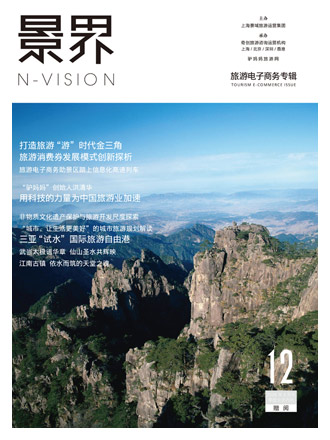 景界
N-VISION
主办
上海景域旅游运营集团
承办
奇创旅游咨询运营机构
上海 / 北京 / 深圳 / 香港
驴妈妈旅游网
旅游电子商务专辑
TOURISM E-COMMERCE ISSUE
打造旅游“游”时代金三角
旅游消费券发展模式创新探析
旅游电子商务助景区踏上信息化高速列车
“驴妈妈”创始人洪清华
用科技的力量为中国旅游业加速
非物质文化遗产保护与旅游开发尺度探索
“城市，让生活更美好”的城市旅游规划解读
三亚“试水”国际旅游自由港
武当太极话华章 仙山圣水共辉映
江南古镇 依水而筑的天堂之魂
12
赠阅